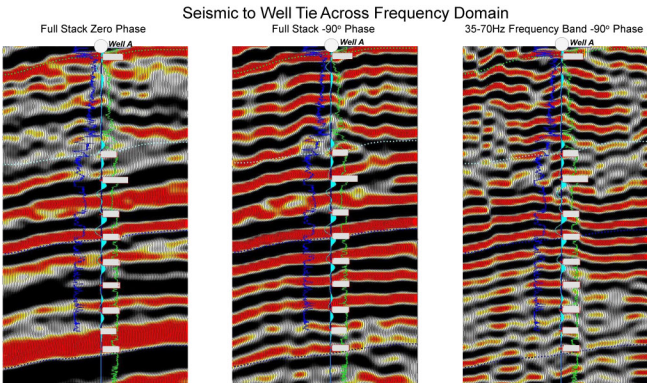 Seismic to Well Tie Across Frequency Domain
Full Stack Zero Phase
Full Stack -90° Phase
35-70Hz Frequency Band -90° Phase
Well A
Well A
Well A